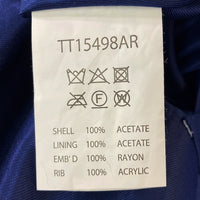 TT15498AR
F
SHELL 100% ACETATE
LINING 100% ACETATE
EMB'D 100% RAYON
RIB 100% ACRYLIC